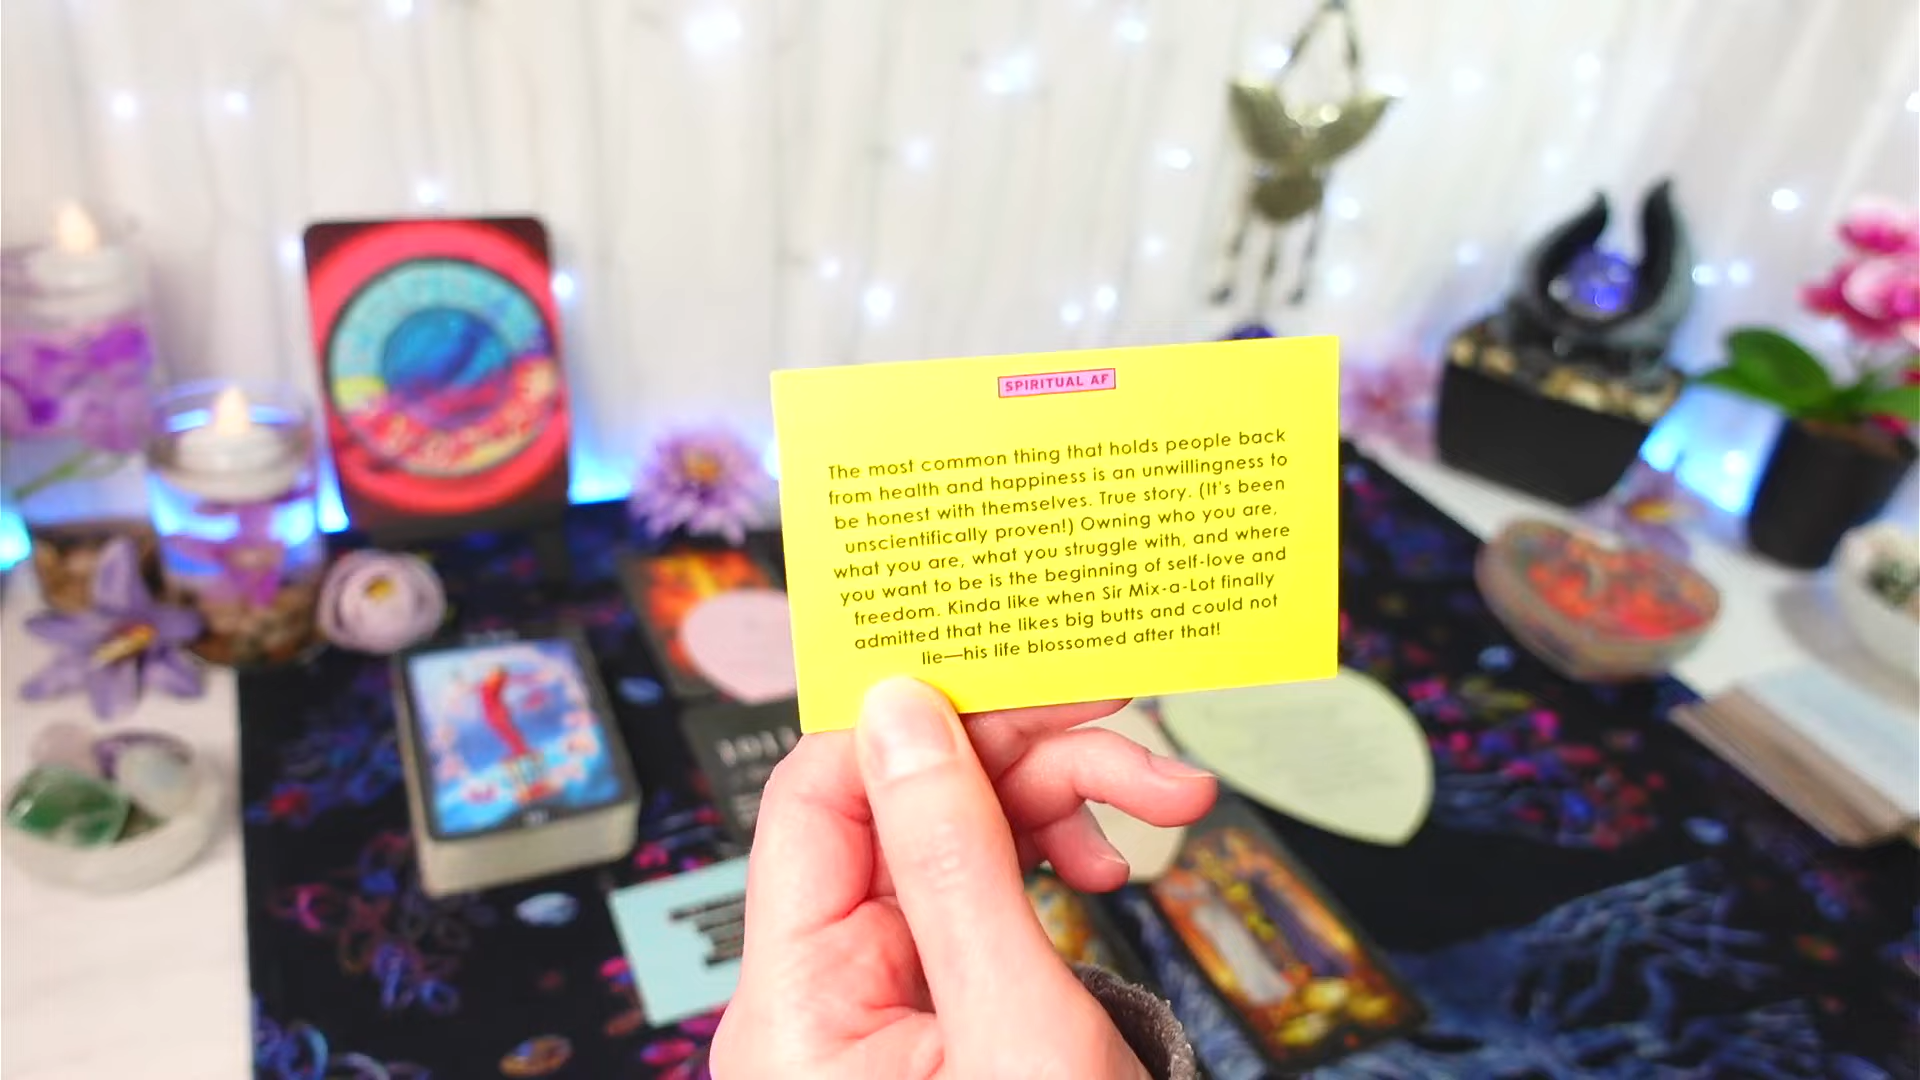 SPIRITUAL AF
The most common thing that holds people back
from health and happiness is an unwillingness to
be honest with themselves. True story. (It's been
unscientifically proven!) Owning who you are,
what you are, what you struggle with, and where
you want to be is the beginning of self-love and
freedom. Kinda like when Sir Mix-a-Lot finally
admitted that he likes big butts and could not
lie—his life blossomed after that!